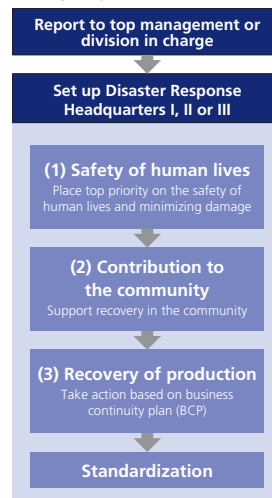 Report to top management or
division in charge
Set up Disaster Response
Headquarters I, II or III
(1) Safety of human lives
Place top priority on the safety of
human lives and minimizing damage
(2) Contribution to
the community
Support recovery in the community
(3) Recovery of production
Take action based on business
continuity plan (BCP)
Standardization